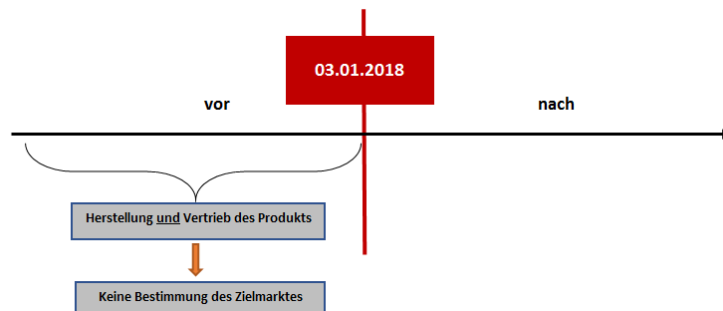 03.01.2018
vor
nach
Herstellung und Vertrieb des Produkts
Keine Bestimmung des Zielmarktes